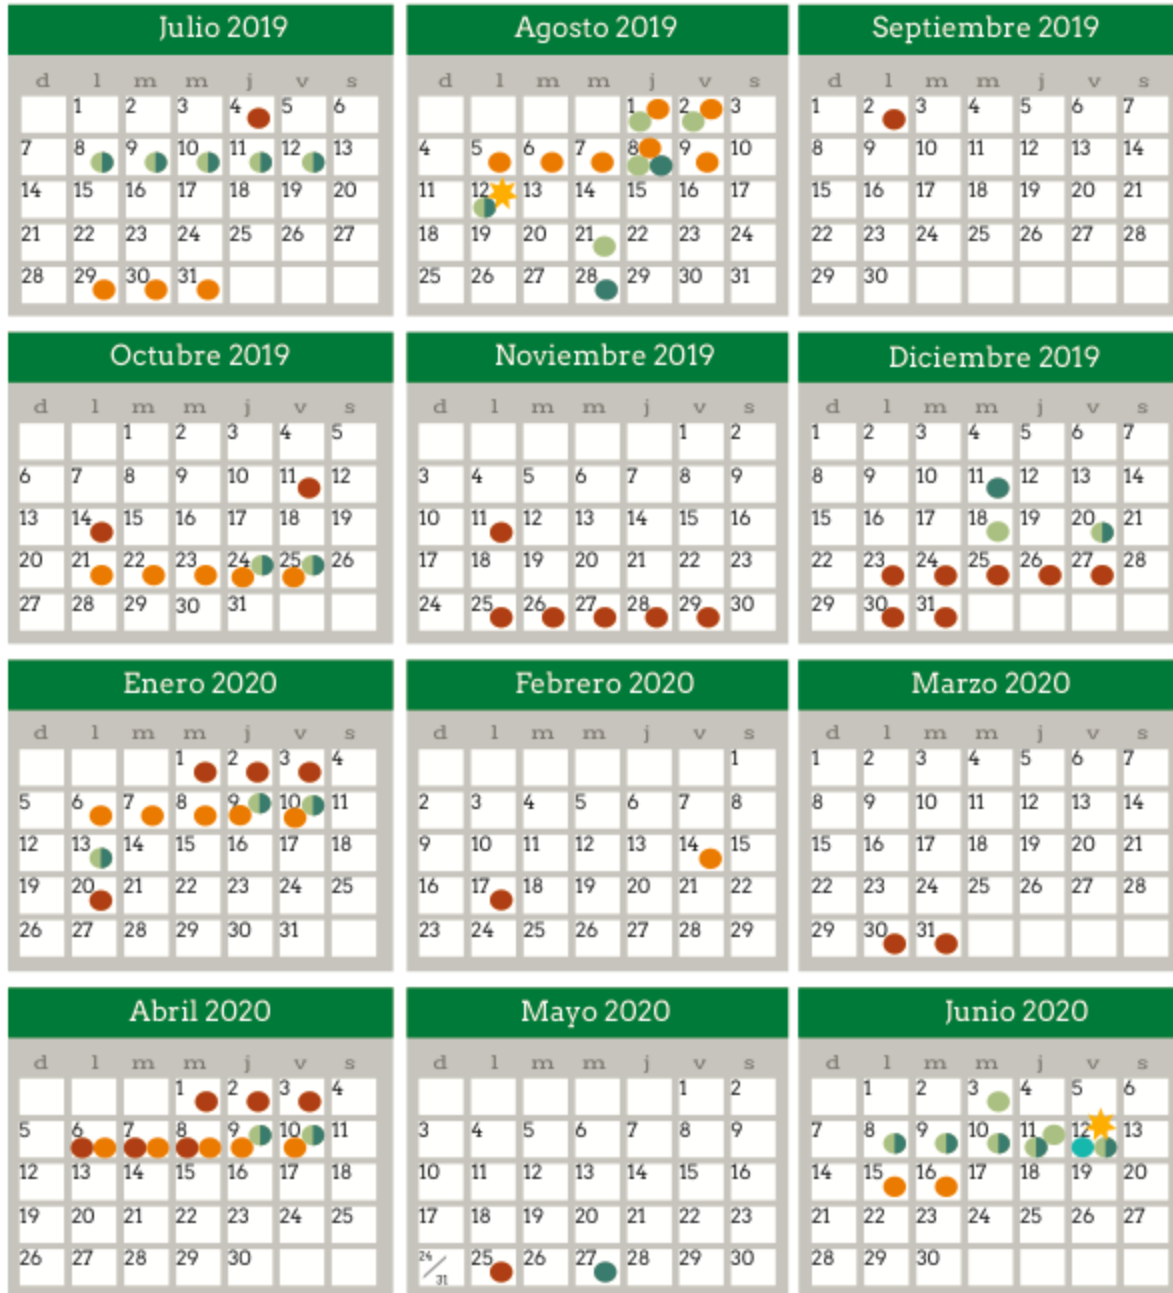 Julio 2019
d l m m j v s
1 2 3 4 5 6
7 8 9 10 11 12 13
14 15 16 17 18 19 20
21 22 23 24 25 26 27
28 29 30 31
Agosto 2019
d l m m j v s
1 2 3
4 5 6 7 8 9 10
11 12 13 14 15 16 17
18 19 20 21 22 23 24
25 26 27 28 29 30 31
Septiembre 2019
d l m m j v s
1 2 3 4 5 6 7
8 9 10 11 12 13 14
15 16 17 18 19 20 21
22 23 24 25 26 27 28
29 30
Octubre 2019
d l m m j v s
1 2 3 4 5
6 7 8 9 10 11 12
13 14 15 16 17 18 19
20 21 22 23 24 25 26
27 28 29 30 31
Noviembre 2019
d l m m j v s
1 2
3 4 5 6 7 8 9
10 11 12 13 14 15 16
17 18 19 20 21 22 23
24 25 26 27 28 29 30
Diciembre 2019
d l m m j v s
1 2 3 4 5 6 7
8 9 10 11 12 13 14
15 16 17 18 19 20 21
22 23 24 25 26 27 28
29 30 31
Enero 2020
d l m m j v s
1 2 3 4
5 6 7 8 9 10 11
12 13 14 15 16 17 18
19 20 21 22 23 24 25
26 27 28 29 30 31
Febrero 2020
d l m m j v s
1
2 3 4 5 6 7 8
9 10 11 12 13 14 15
16 17 18 19 20 21 22
23 24 25 26 27 28 29
Marzo 2020
d l m m j v s
1 2 3 4 5 6 7
8 9 10 11 12 13 14
15 16 17 18 19 20 21
22 23 24 25 26 27 28
29 30 31
Abril 2020
d l m m j v s
1 2 3 4
5 6 7 8 9 10 11
12 13 14 15 16 17 18
19 20 21 22 23 24 25
26 27 28 29 30
Mayo 2020
d l m m j v s
1 2
3 4 5 6 7 8 9
10 11 12 13 14 15 16
17 18 19 20 21 22 23
24/31 25 26 27 28 29 30
Junio 2020
d l m m j v s
1 2 3 4 5 6
7 8 9 10 11 12 13
14 15 16 17 18 19 20
21 22 23 24 25 26 27
28 29 30